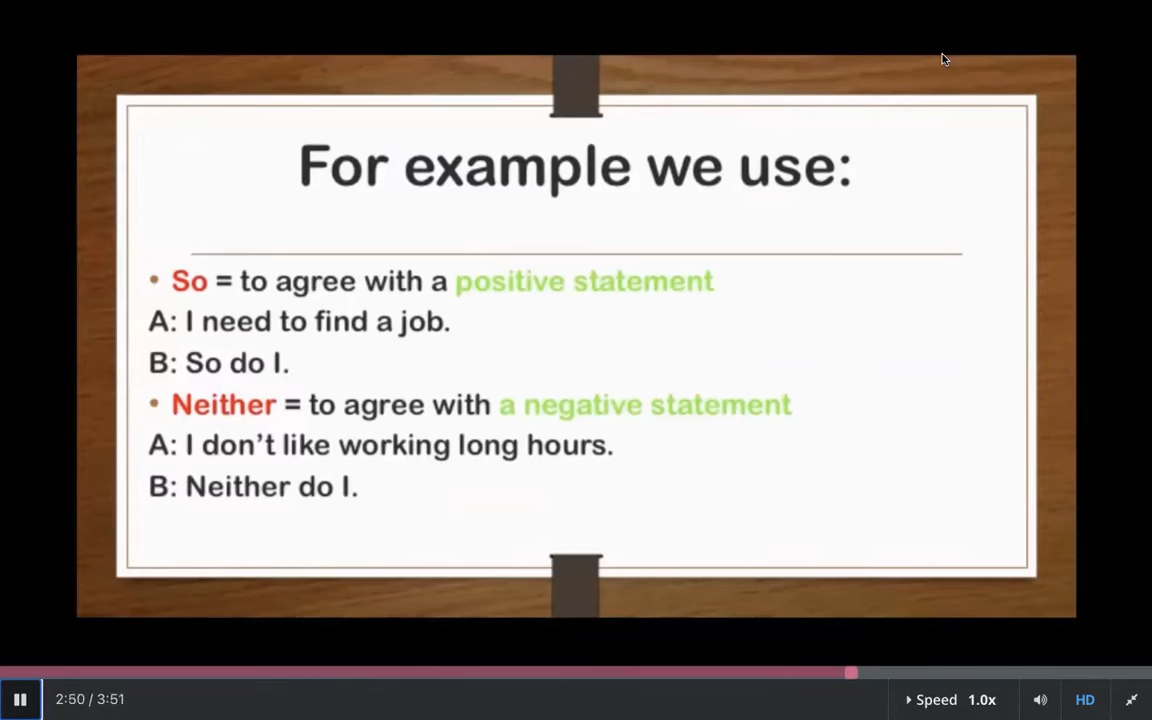 For example we use:
• So = to agree with a positive statement
A: I need to find a job.
B: So do I.
• Neither = to agree with a negative statement
A: I don’t like working long hours.
B: Neither do I.
2:50 / 3:51
Speed 1.0x
HD